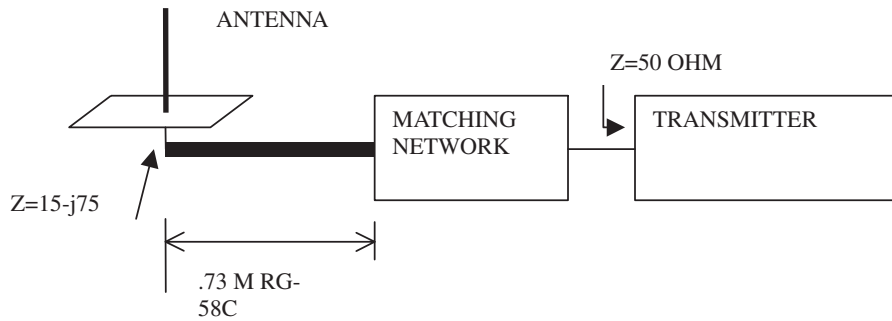 ANTENNA
Z=50 OHM
MATCHING
NETWORK
TRANSMITTER
Z=15-j75
.73 M RG-
58C